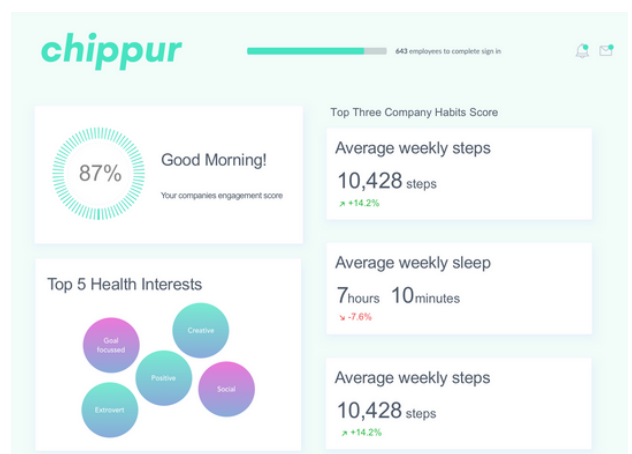 chippur
643 employees to complete sign in
87%
Good Morning!
Your companies engagement score
Top 5 Health Interests
Creative
Goal
focussed
Positive
Social
Extrovert
Top Three Company Habits Score
Average weekly steps
10,428 steps
+14.2%
Average weekly sleep
7hours 10minutes
-7.6%
Average weekly steps
10,428 steps
+14.2%